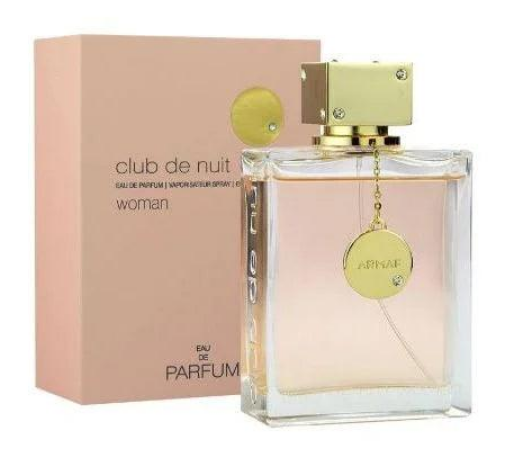 club de nuit
EAU DE PARFUM | VAPORISATEUR SPRAY |
woman
EAU
DE
PARFUM
ARMAF